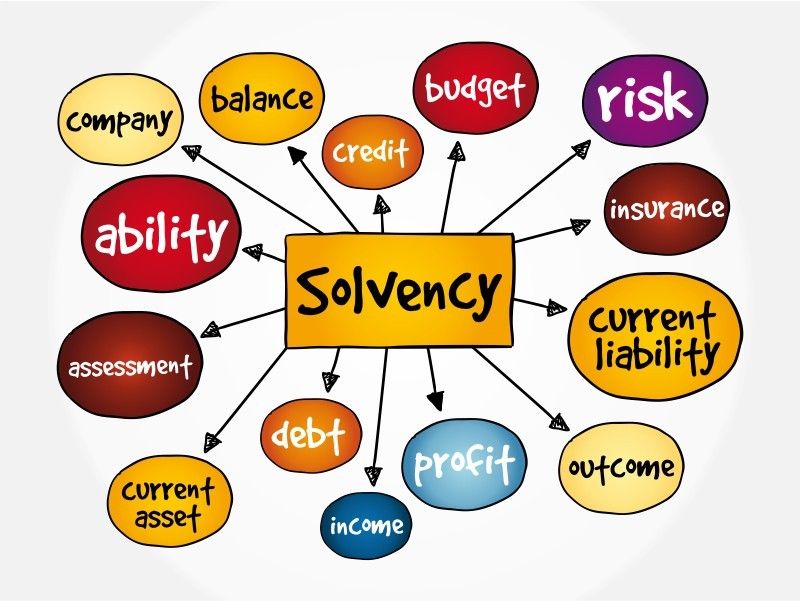 company
balance
credit
budget
risk
ability
insurance
Solvency
current
liability
assessment
debt
profit
outcome
current
asset
income